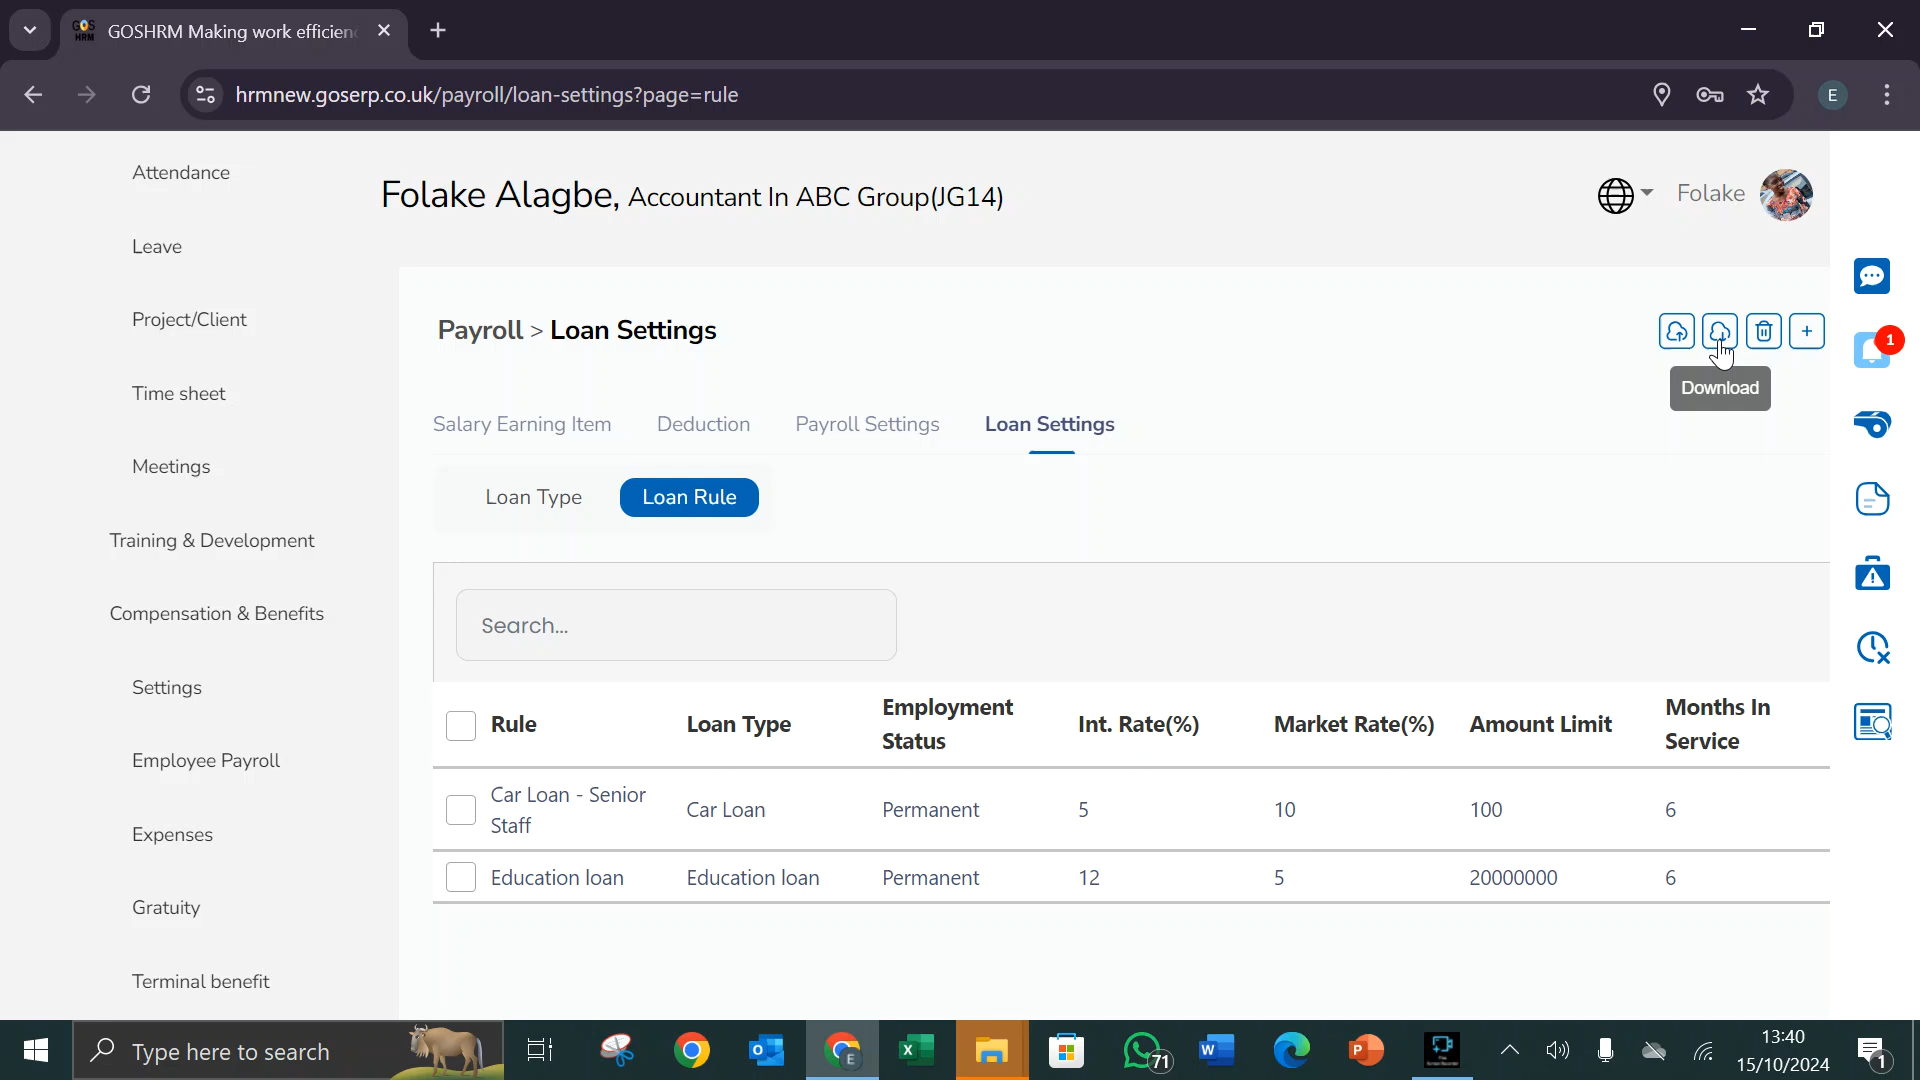 GOS
HRM
GOSHRM Making work efficien
hrmnew.goserp.co.uk/payroll/loan-settings?page=rule
E
Attendance
Leave
Project/Client
Time sheet
Meetings
Training & Development
Compensation & Benefits
Settings
Employee Payroll
Expenses
Gratuity
Terminal benefit
Folake Alagbe, Accountant In ABC Group(JG14)
Folake
Payroll > Loan Settings
Download
1
Salary Earning Item Deduction Payroll Settings Loan Settings
Loan Type Loan Rule
Search...
Rule Loan Type Employment Status Int. Rate(%) Market Rate(%) Amount Limit Months In Service
Car Loan - Senior Staff Car Loan Permanent 5 10 100 6
Education loan Education loan Permanent 12 5 20000000 6
Type here to search
E
71
13:40
15/10/2024
1